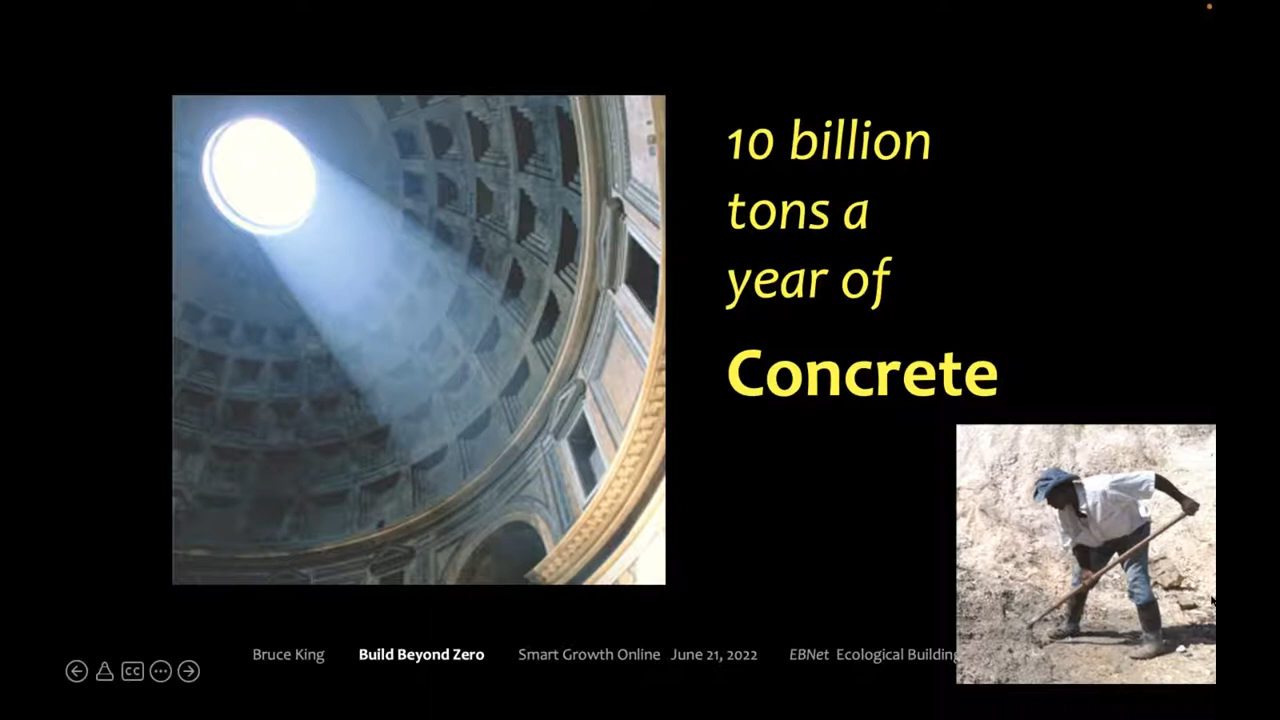 10 billion
tons a
year of
Concrete
Bruce King Build Beyond Zero Smart Growth Online June 21, 2022 EBNet Ecological Building
CC